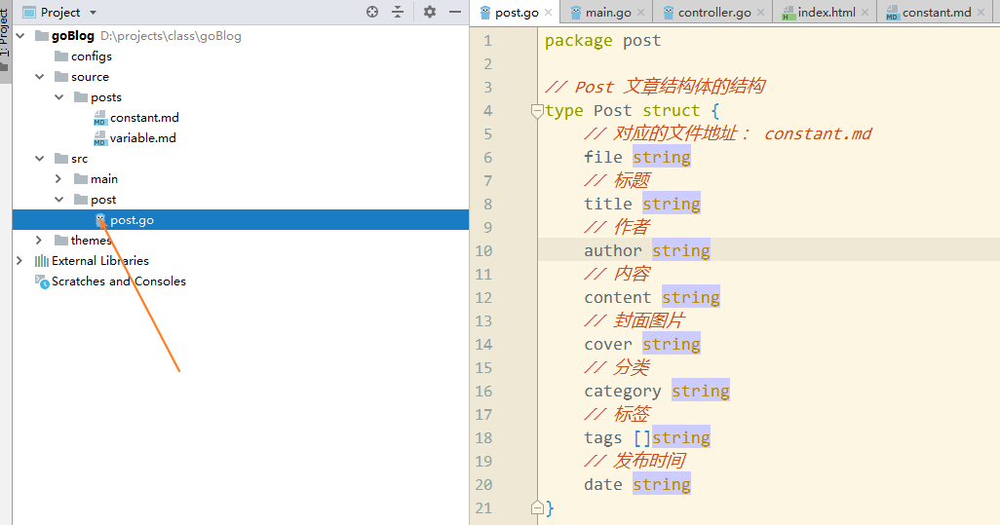 1: Project
Project
goBlog D:\projects\class\goBlog
configs
source
posts
constant.md
variable.md
src
main
post
post.go
themes
External Libraries
Scratches and Consoles
post.go main.go controller.go index.html constant.md
1 package post
2
3 // Post 文章结构体的结构
4 type Post struct {
5 // 对应的文件地址： constant.md
6 file string
7 // 标题
8 title string
9 // 作者
10 author string
11 // 内容
12 content string
13 // 封面图片
14 cover string
15 // 分类
16 category string
17 // 标签
18 tags []string
19 // 发布时间
20 date string
21 }